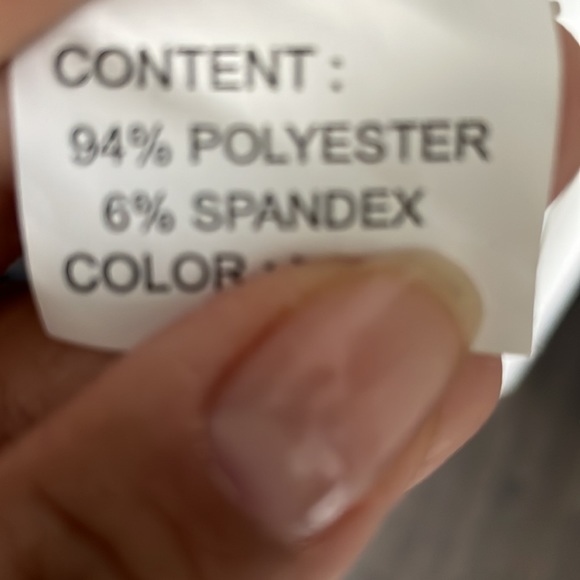 CONTENT :
94% POLYESTER
6% SPANDEX
COLOR :